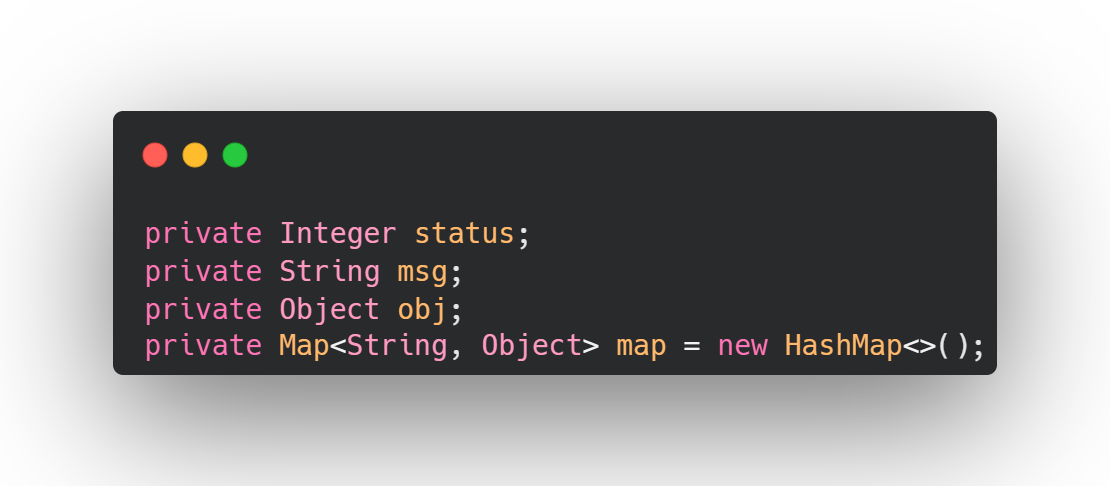 private Integer status;
private String msg;
private Object obj;
private Map<String, Object> map = new HashMap<>();